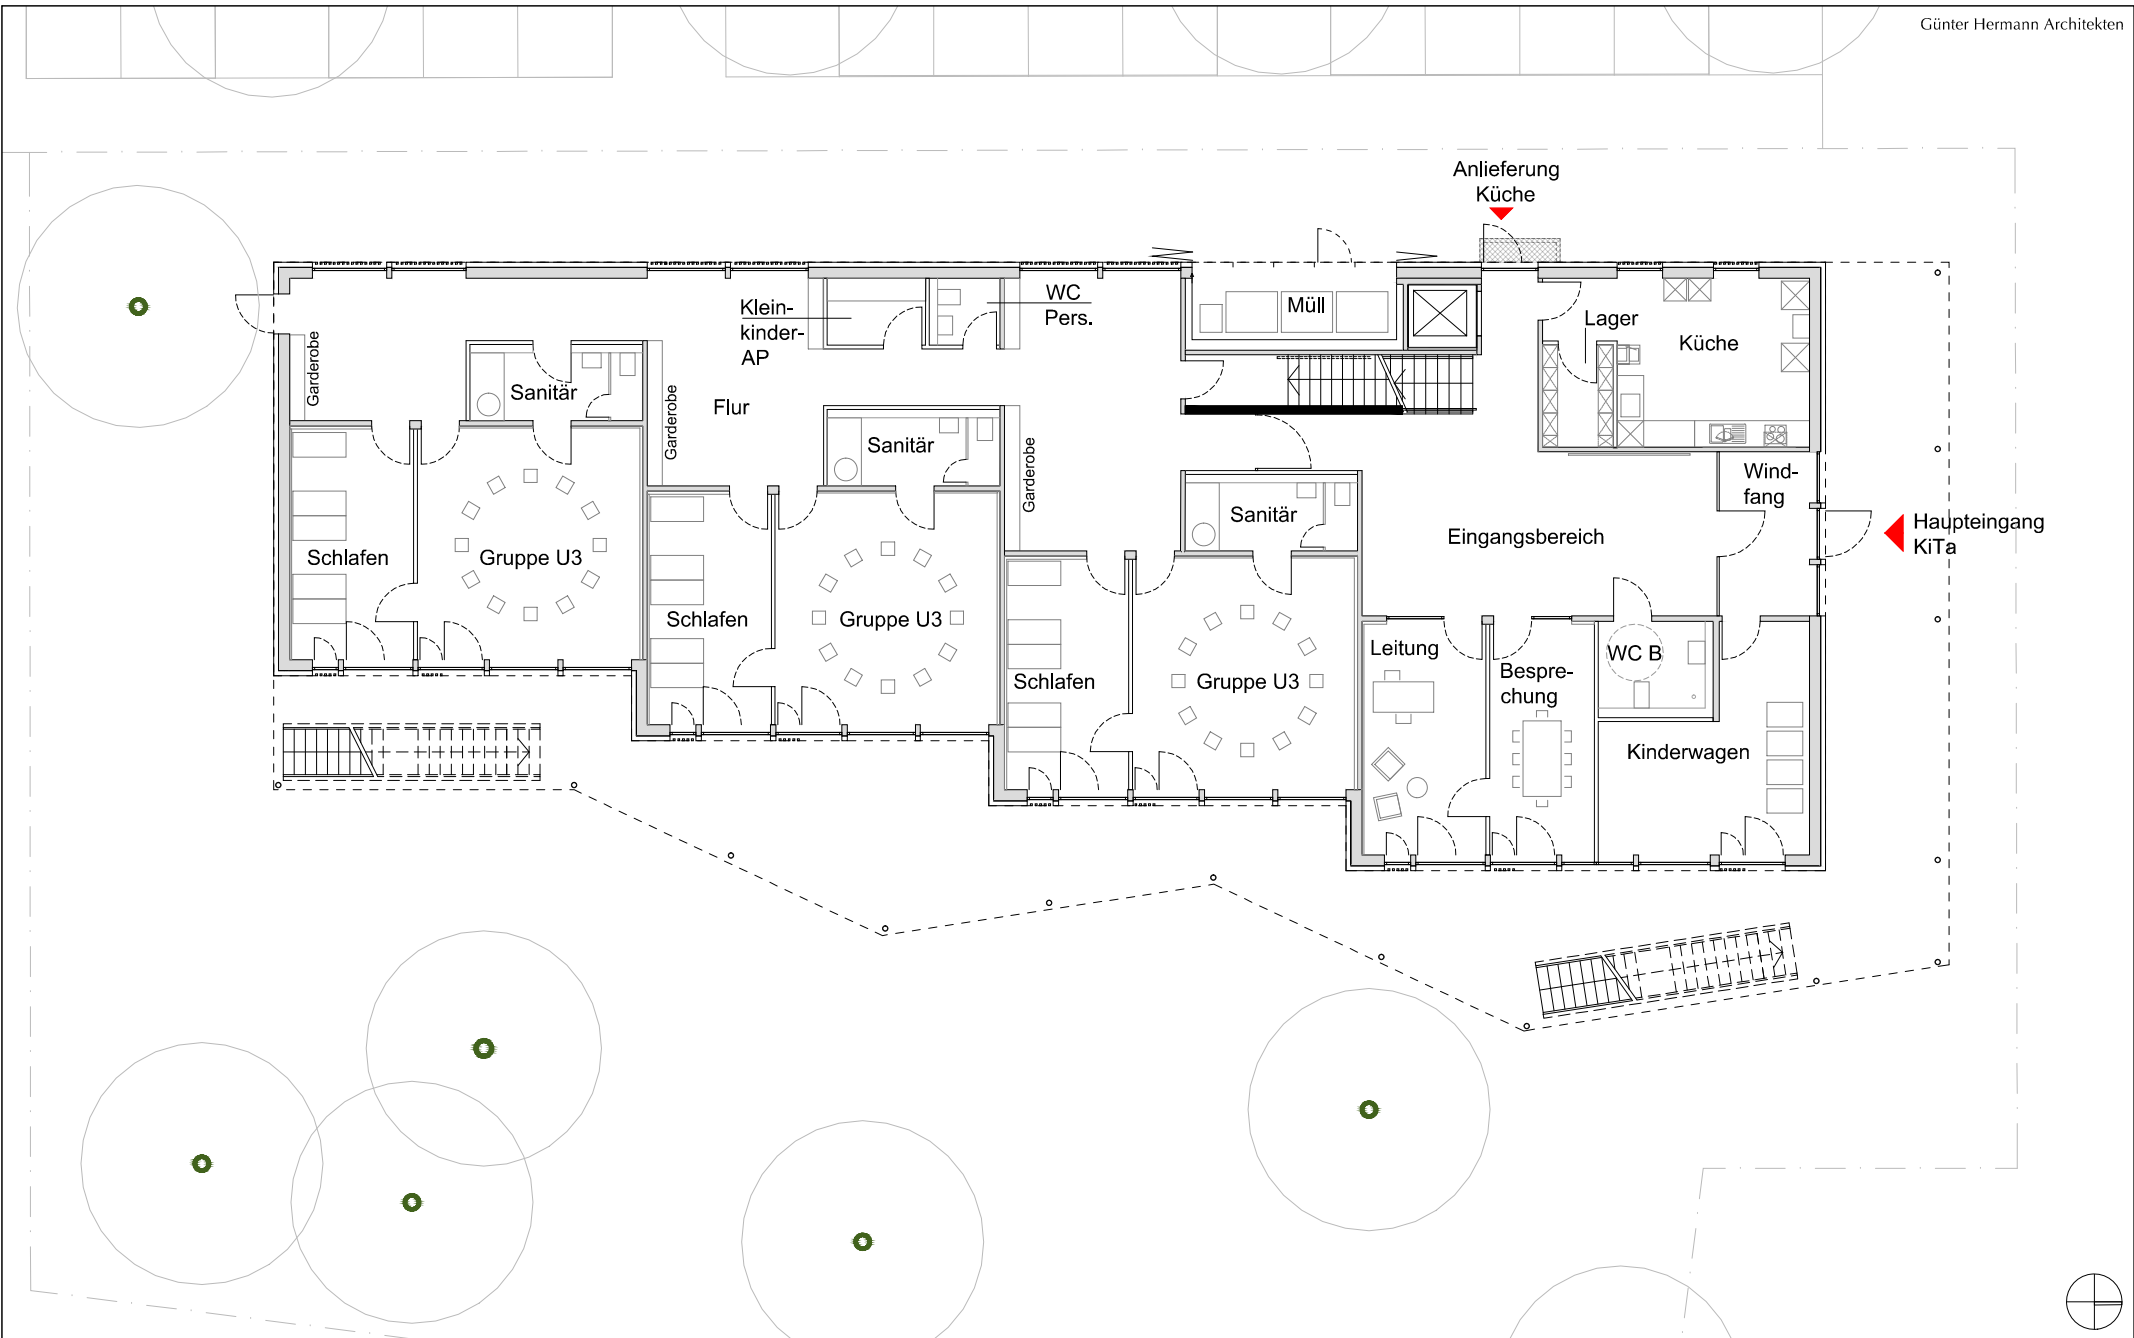 Günter Hermann Architekten
Anlieferung
Küche
Klein-
kinder-
AP
WC
Pers.
Müll
Lager
Küche
Garderobe
Sanitär
Garderobe
Flur
Sanitär
Garderobe
Wind-
fang
Sanitär
Eingangsbereich
Haupteingang
KiTa
Schlafen
Gruppe U3
Schlafen
Gruppe U3
Schlafen
Gruppe U3
Leitung
Bespre-
chung
WC B
Kinderwagen